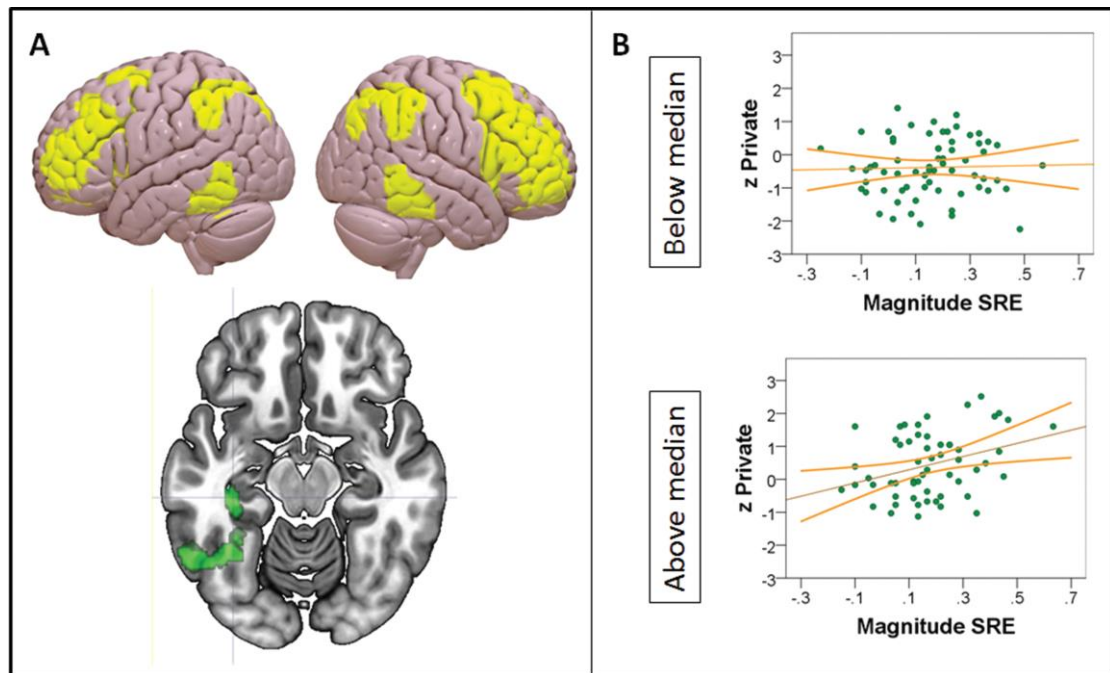 A
B
Below median
z Private
3
2
1
0
-1
-2
-3
-.3 -.1 .1 .3 .5 .7
Magnitude SRE
Above median
z Private
3
2
1
0
-1
-2
-3
-.3 -.1 .1 .3 .5 .7
Magnitude SRE